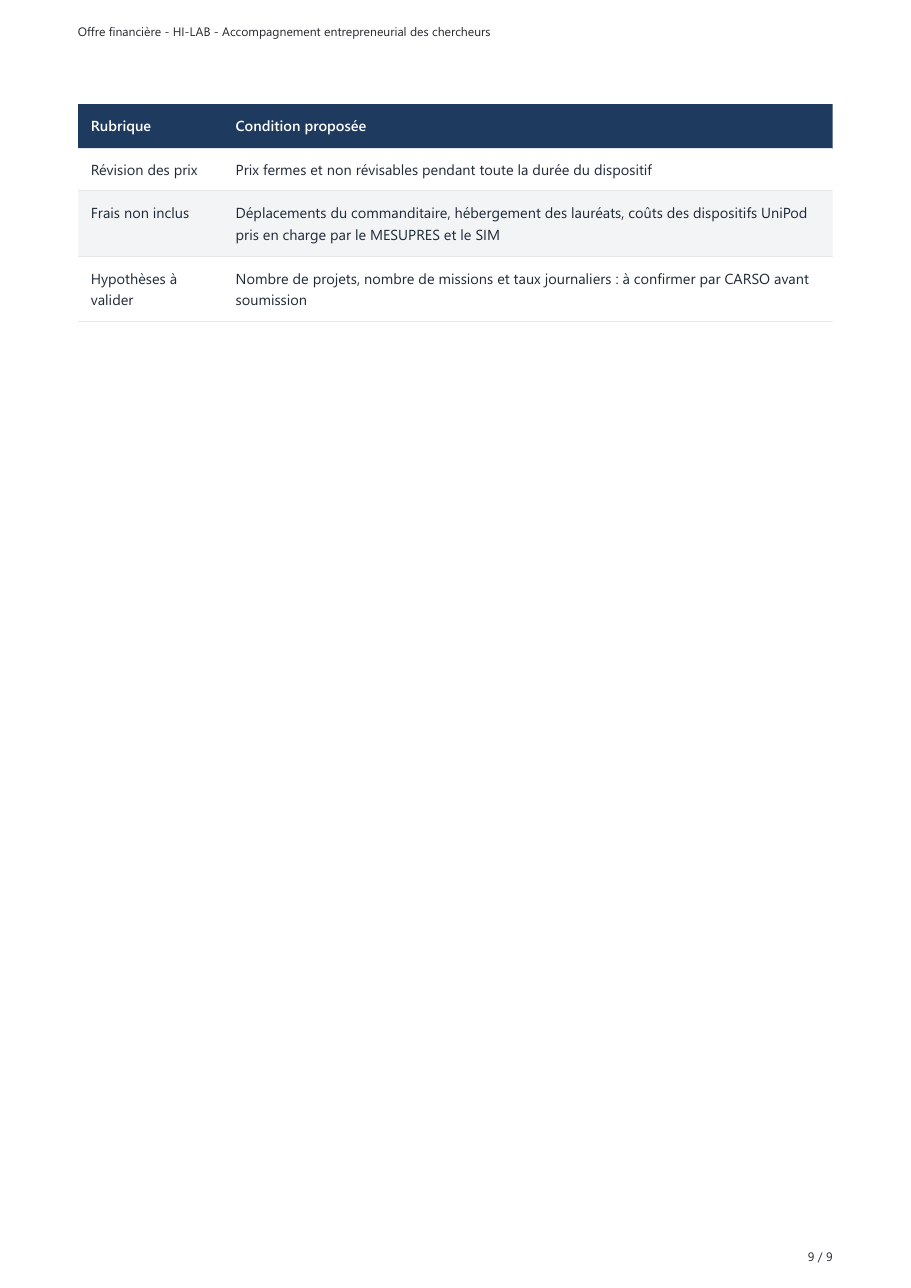 Offre financière - HI-LAB - Accompagnement entrepreneurial des chercheurs
Rubrique Condition proposée
Révision des prix Prix fermes et non révisables pendant toute la durée du dispositif
Frais non inclus Déplacements du commanditaire, hébergement des lauréats, coûts des dispositifs UniPod
pris en charge par le MESUPRES et le SIM
Hypothèses à Nombre de projets, nombre de missions et taux journaliers : à confirmer par CARSO avant
valider soumission
9 / 9